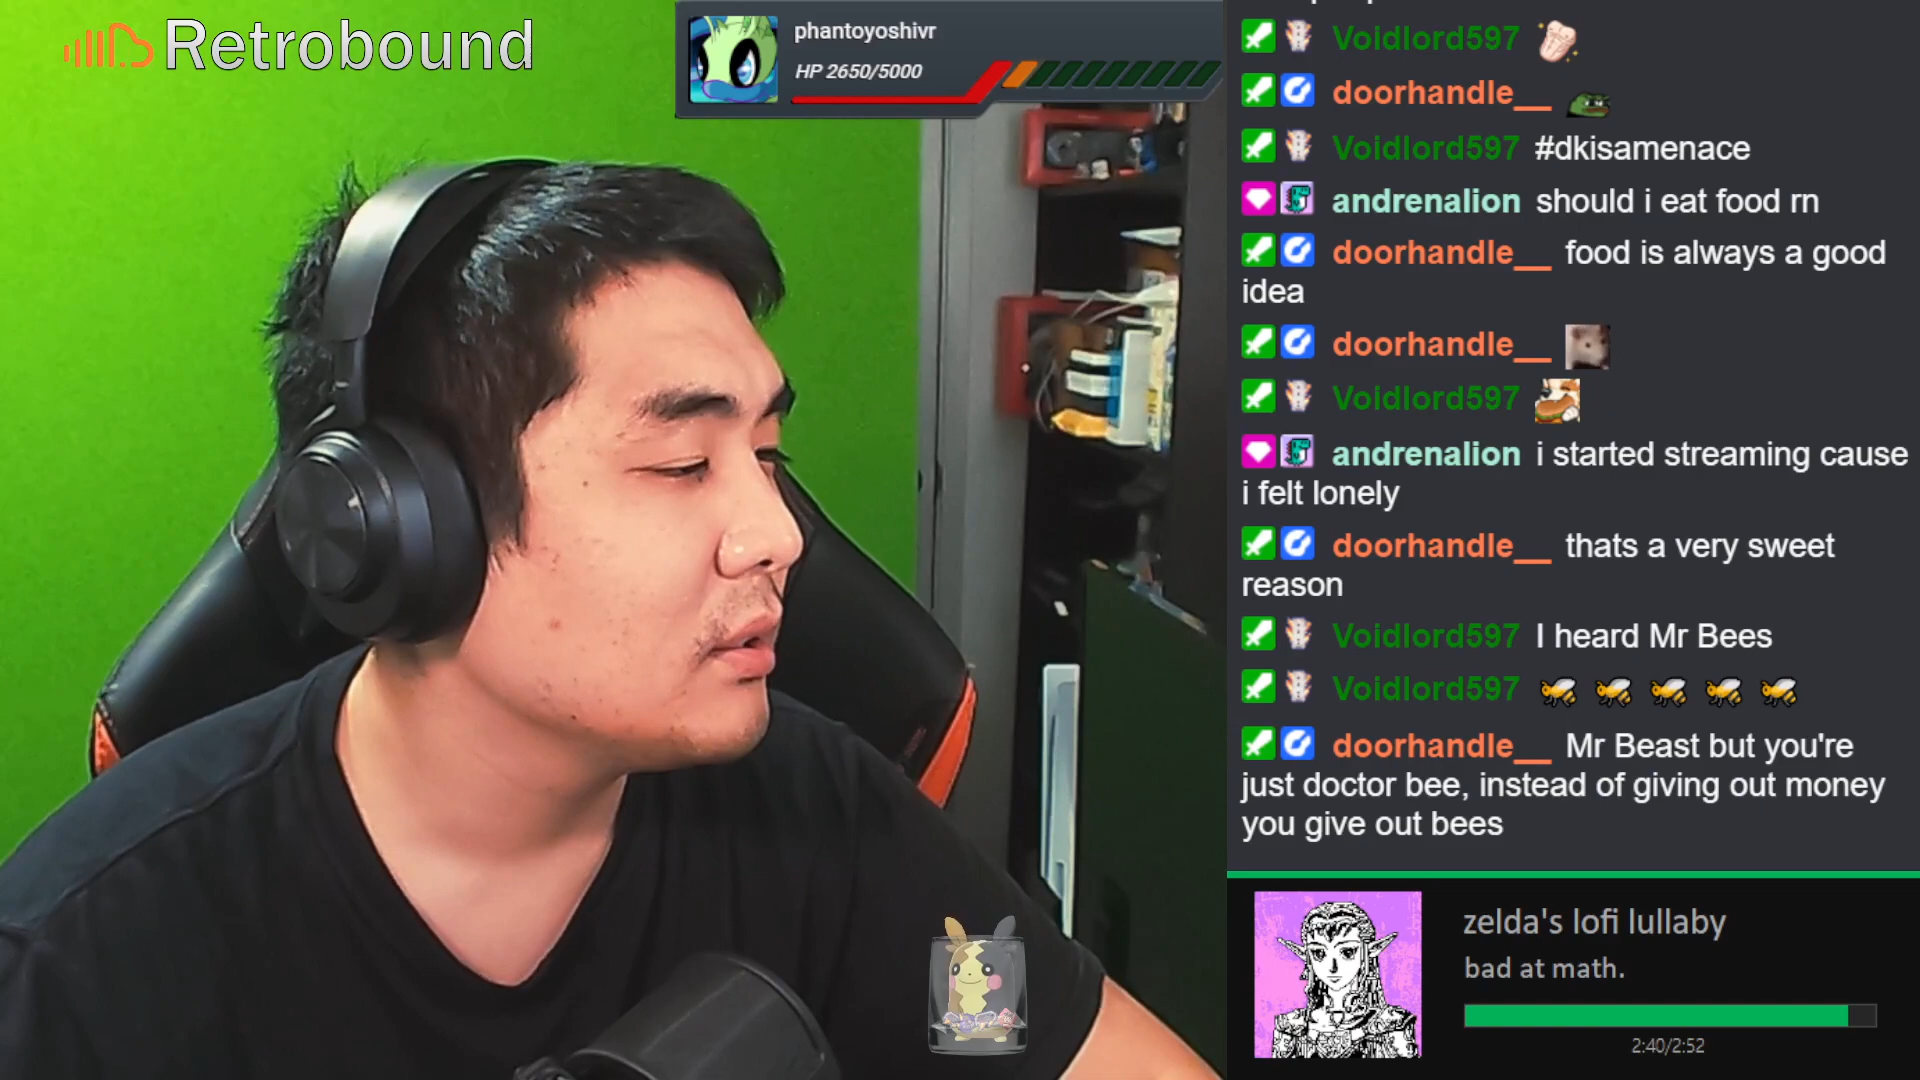 Retrobound
phantoyoshivr
HP 2650/5000
Voidlord597
doorhandle__
Voidlord597 #dkisamenace
andrenalion should i eat food rn
doorhandle__ food is always a good
idea
doorhandle__
Voidlord597
andrenalion i started streaming cause
i felt lonely
doorhandle__ thats a very sweet
reason
Voidlord597 I heard Mr Bees
Voidlord597
doorhandle__ Mr Beast but you're
just doctor bee, instead of giving out money
you give out bees
zelda's lofi lullaby
bad at math.
2:40/2:52